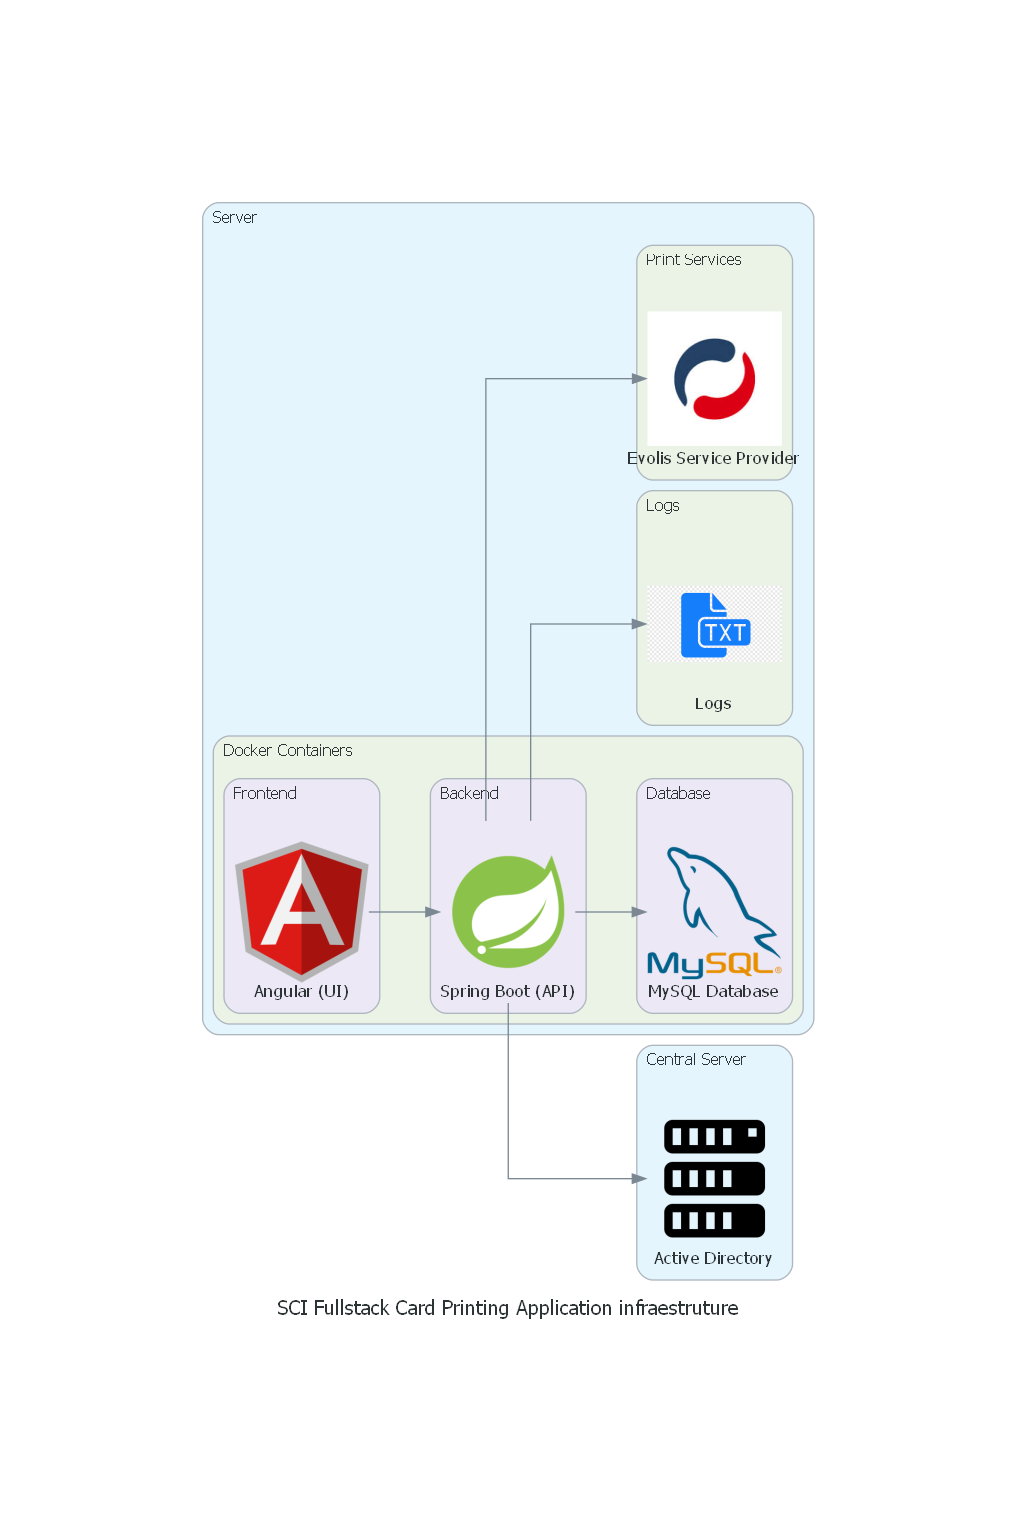 Server
Print Services
Evolis Service Provider
Logs
TXT
Logs
Docker Containers
Frontend
Backend
Database
MySQL®
Angular (UI)
Spring Boot (API)
MySQL Database
Central Server
Active Directory
SCI Fullstack Card Printing Application infraestruture